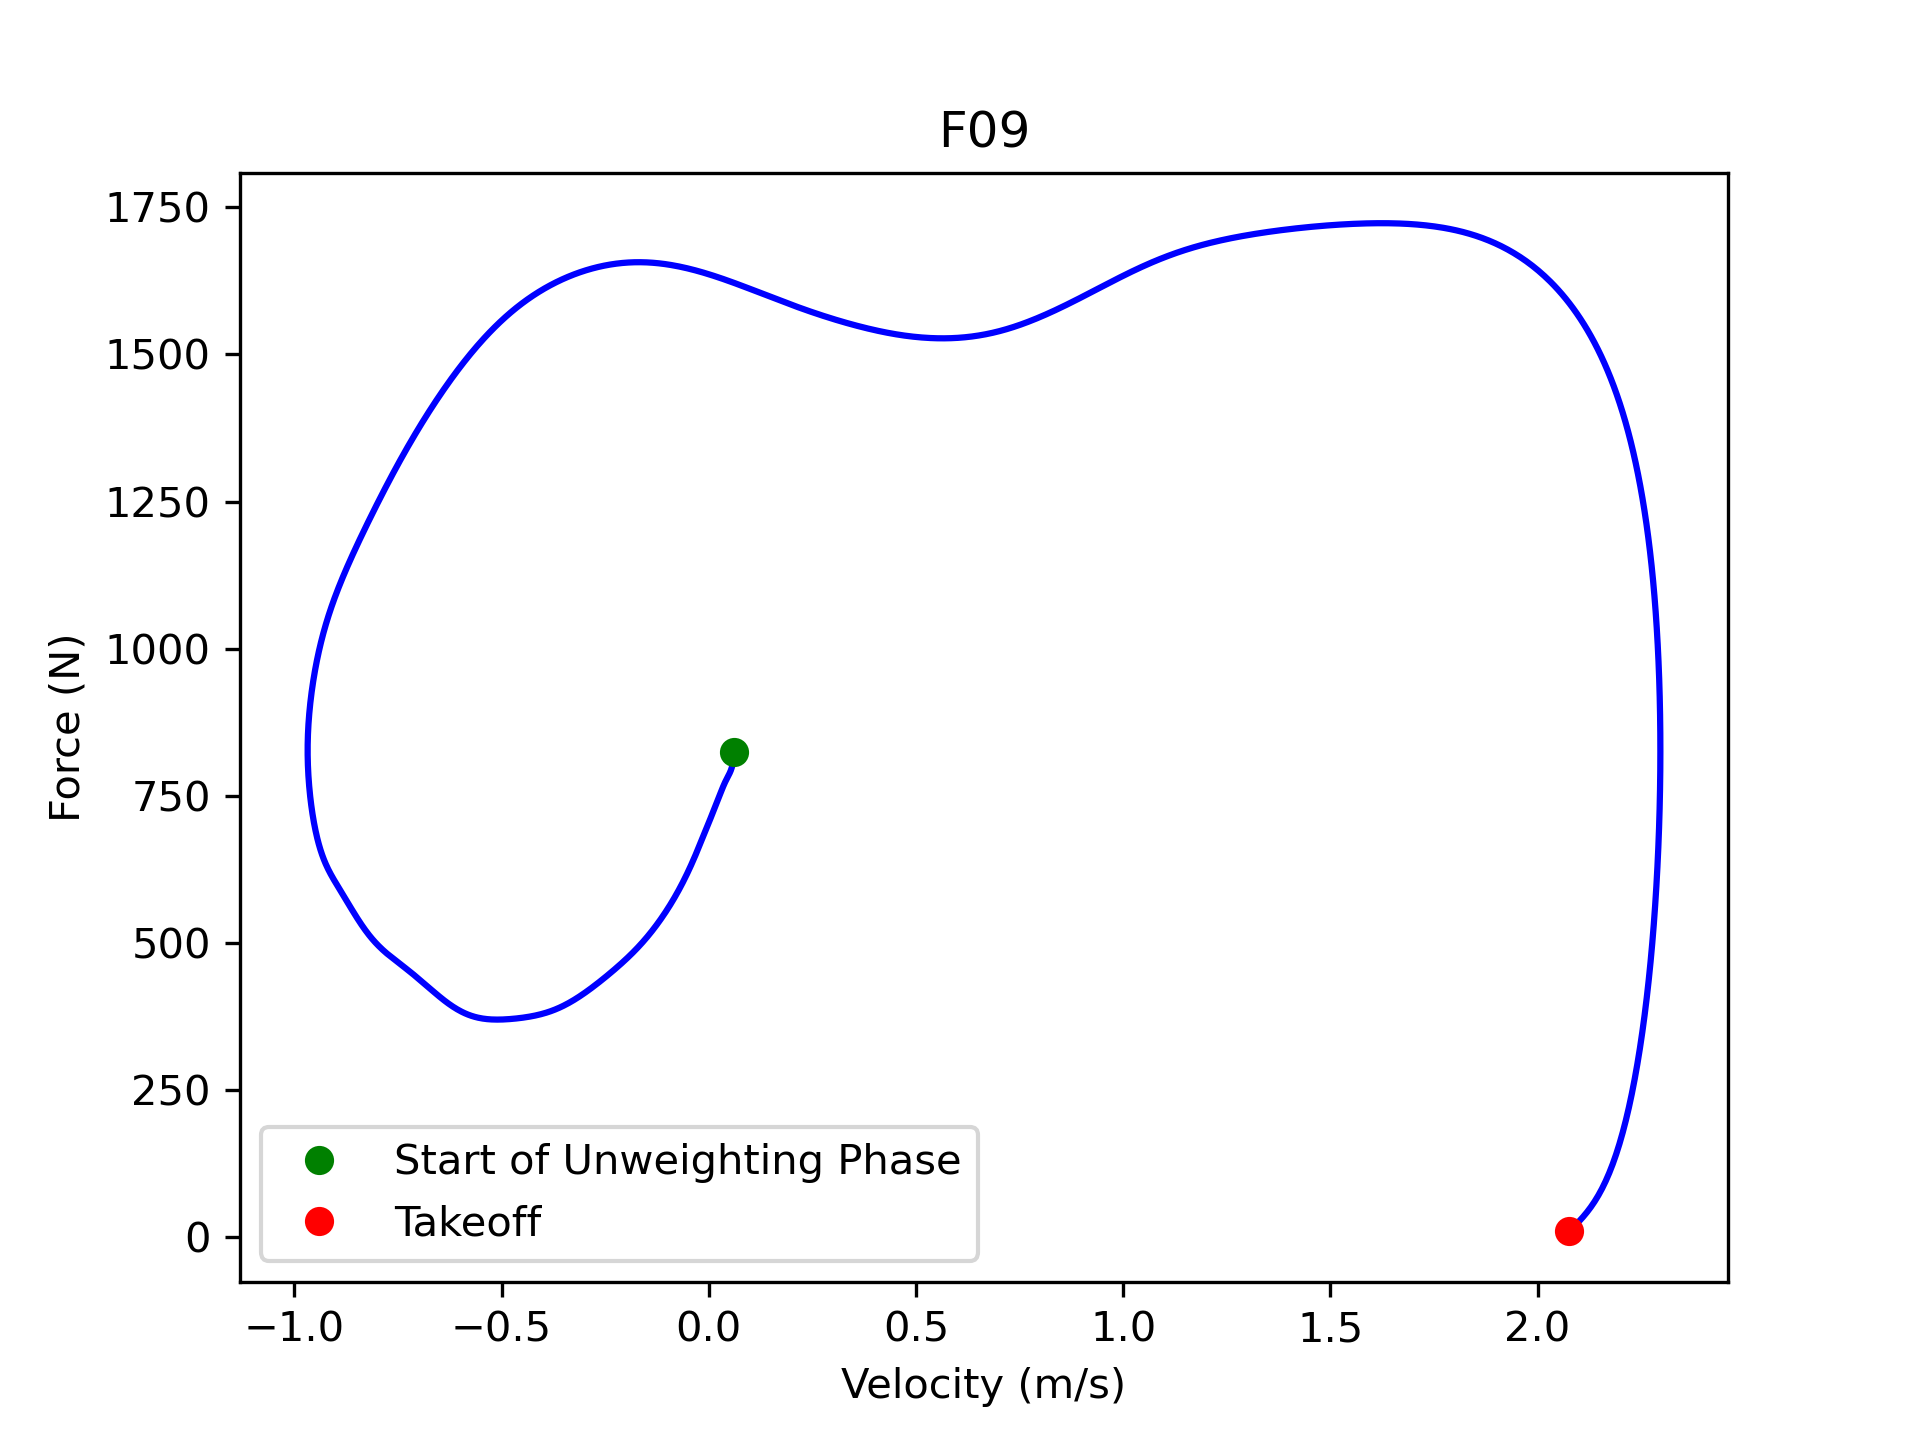 F09
1750
1500
1250
1000
750
500
250
0
Force (N)
Start of Unweighting Phase
Takeoff
−1.0 −0.5 0.0 0.5 1.0 1.5 2.0
Velocity (m/s)